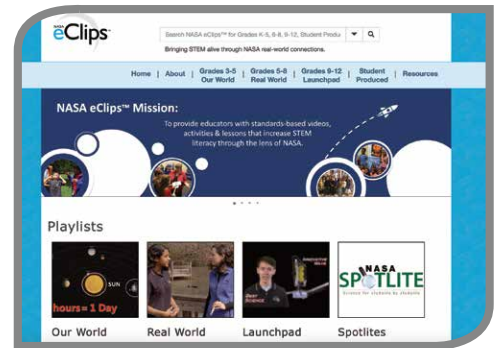 NASA
eClips™
Search NASA eClips™ for Grades K-5, 6-8, 9-12, Student Produ
Bringing STEM alive through NASA real-world connections.
Home | About | Grades 3-5 Our World | Grades 5-8 Real World | Grades 9-12 Launchpad | Student Produced | Resources
NASA eClips™ Mission:
To provide educators with standards-based videos,
activities & lessons that increase STEM
literacy through the lens of NASA.
Playlists
SUN
hours= 1 Day
NASA
SPOTLITE
Science for students by students
Our World
Real World
Launchpad
Spotlites